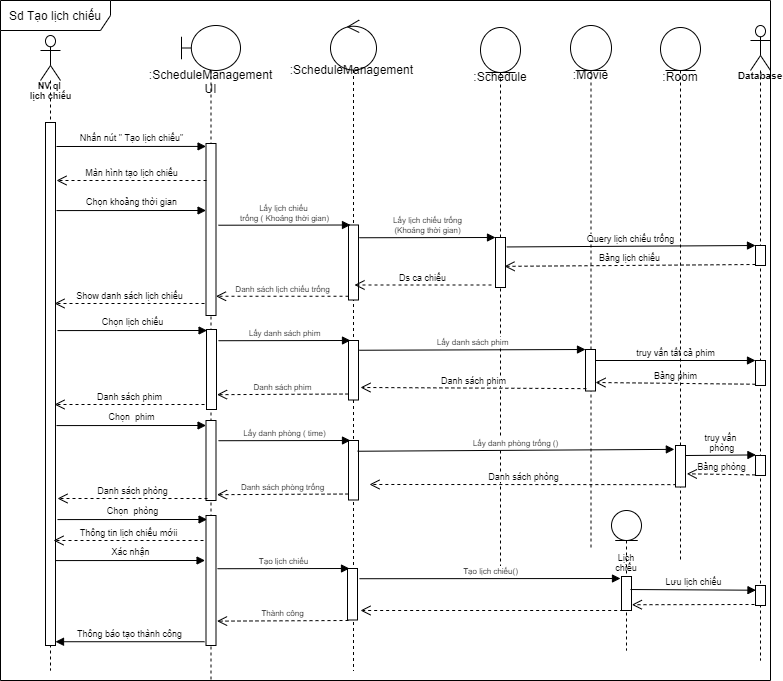 Sd Tạo lịch chiếu
NV ql
lịch chiếu
:ScheduleManagement
UI
:ScheduleManagement
:Schedule
:Movie
:Room
Database
Nhấn nút " Tạo lịch chiếu"
Màn hình tạo lịch chiếu
Chọn khoảng thời gian
Lấy lịch chiếu
trống ( Khoảng thời gian)
Lấy lịch chiếu trống
(Khoảng thời gian)
Query lịch chiếu trống
Bảng lịch chiếu
Ds ca chiếu
Danh sách lịch chiếu trống
Show danh sách lịch chiếu
Chọn lịch chiếu
Lấy danh sách phim
Lấy danh sách phim
truy vấn tất cả phim
Bảng phim
Danh sách phim
Danh sách phim
Danh sách phim
Chọn phim
Lấy danh phòng ( time)
Lấy danh phòng trống ()
truy vấn
phòng
Bảng phòng
Danh sách phòng
Danh sách phòng trống
Danh sách phòng
Chọn phòng
Thông tin lịch chiếu mớii
Xác nhận
Lịch
chiếu
Tạo lịch chiếu
Tạo lịch chiếu()
Lưu lịch chiếu
Thành công
Thông báo tạo thành công